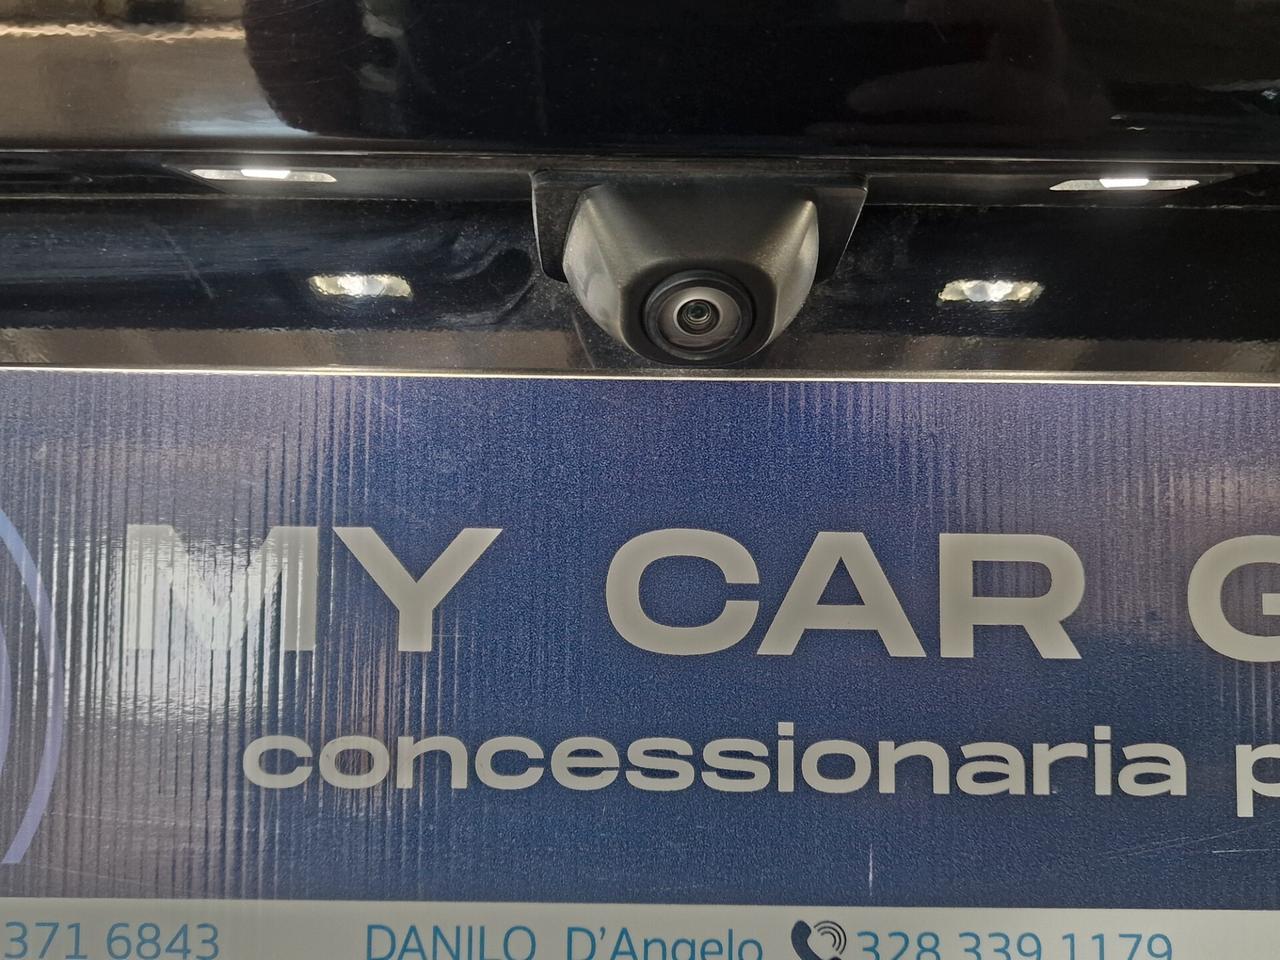 MY CAR G
concessionaria p
371 6843 DANILO D'Angelo 328 339 1179